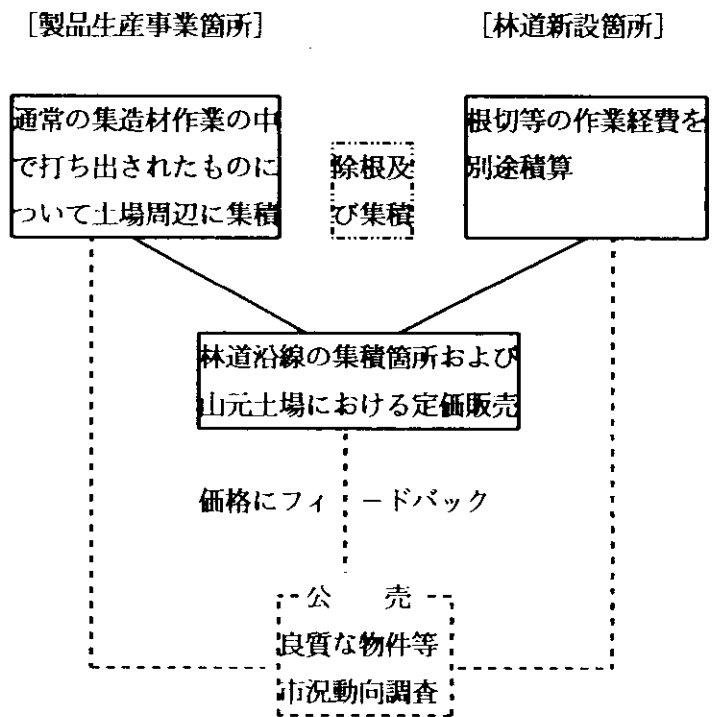 [製品生産事業箇所]
[林道新設箇所]
通常の集造材作業の中
で打ち出されたものに
ついて土場周辺に集積
除根及
び集積
根切等の作業経費を
別途積算
林道沿線の集積箇所および
山元土場における定価販売
価格にフィードバック
公 売
良質な物件等
市況動向調査